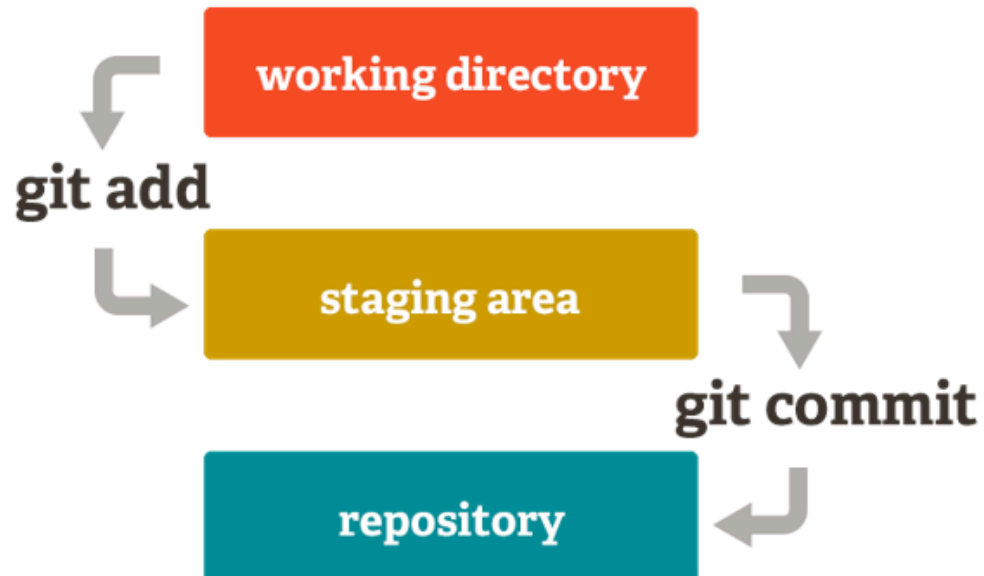 working directory
git add
staging area
git commit
repository